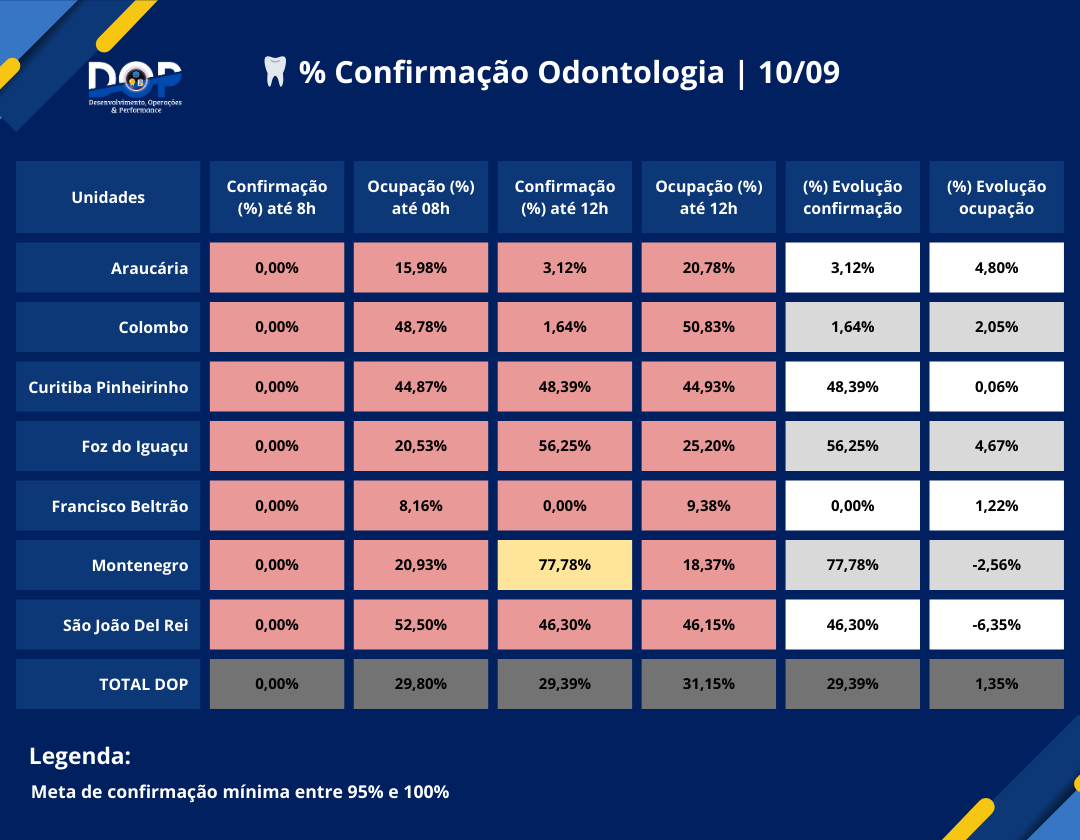 DOP
Desenvolvimento, Operações
& Performance
% Confirmação Odontologia | 10/09
Unidades
Confirmação
(%) até 8h
Ocupação (%)
até 08h
Confirmação
(%) até 12h
Ocupação (%)
até 12h
(%) Evolução
confirmação
(%) Evolução
ocupação
Araucária 0,00% 15,98% 3,12% 20,78% 3,12% 4,80%
Colombo 0,00% 48,78% 1,64% 50,83% 1,64% 2,05%
Curitiba Pinheirinho 0,00% 44,87% 48,39% 44,93% 48,39% 0,06%
Foz do Iguaçu 0,00% 20,53% 56,25% 25,20% 56,25% 4,67%
Francisco Beltrão 0,00% 8,16% 0,00% 9,38% 0,00% 1,22%
Montenegro 0,00% 20,93% 77,78% 18,37% 77,78% -2,56%
São João Del Rei 0,00% 52,50% 46,30% 46,15% 46,30% -6,35%
TOTAL DOP 0,00% 29,80% 29,39% 31,15% 29,39% 1,35%
Legenda:
Meta de confirmação mínima entre 95% e 100%